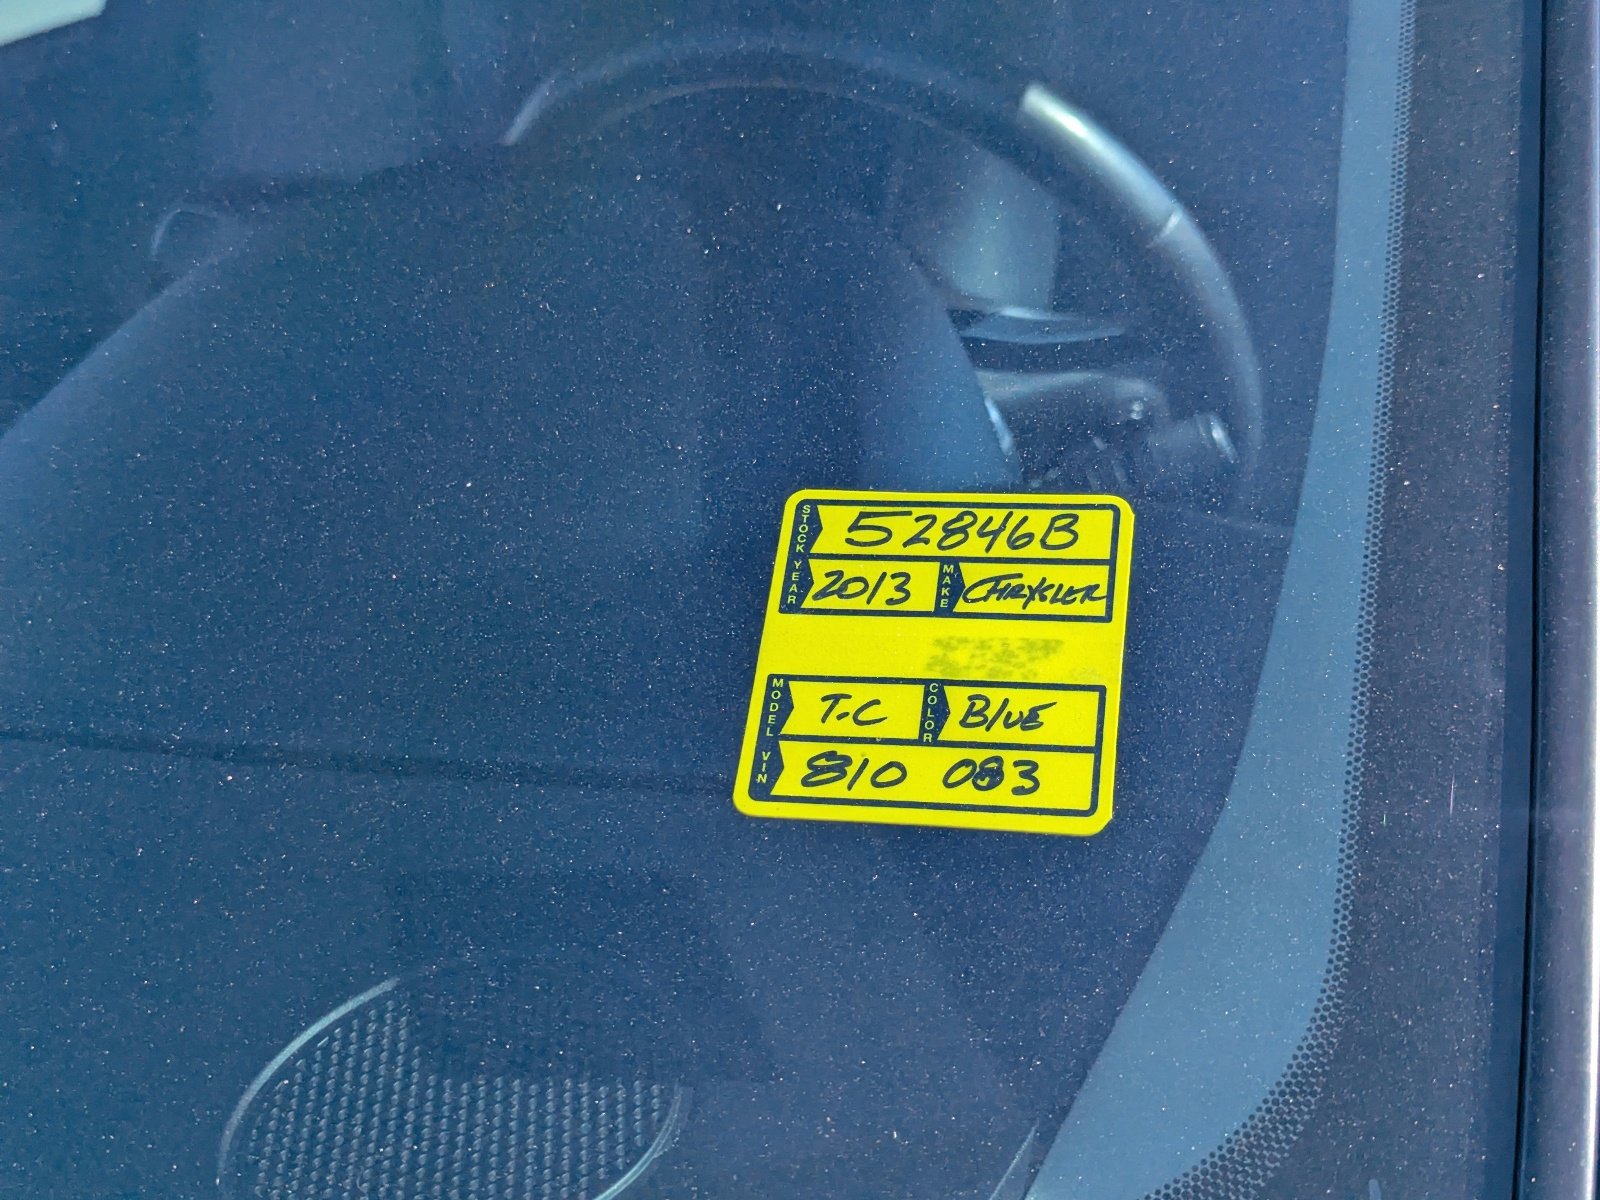 STOCK 52846B
YEAR 2013 MAKE CHRYSLER
MODEL T.C COLOR BLUE
VIN 810 083